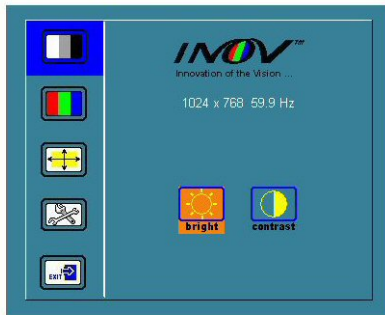 INOV™
Innovation of the Vision ...
1024 x 768 59.9 Hz
bright
contrast
EXIT